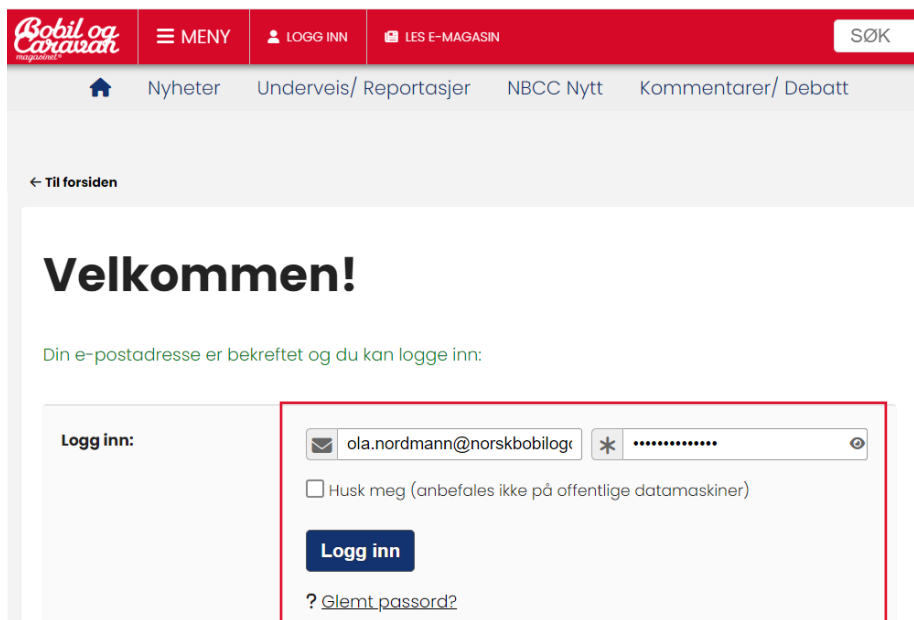 Bobil og
Caravan
magasinet
MENY
LOGG INN
LES E-MAGASIN
SØK
Nyheter
Underveis/ Reportasjer
NBCC Nytt
Kommentarer/ Debatt
← Til forsiden
Velkommen!
Din e-postadresse er bekreftet og du kan logge inn:
Logg inn:
ola.nordmann@norskbobilogc
••••••••••••••
Husk meg (anbefales ikke på offentlige datamaskiner)
Logg inn
? Glemt passord?